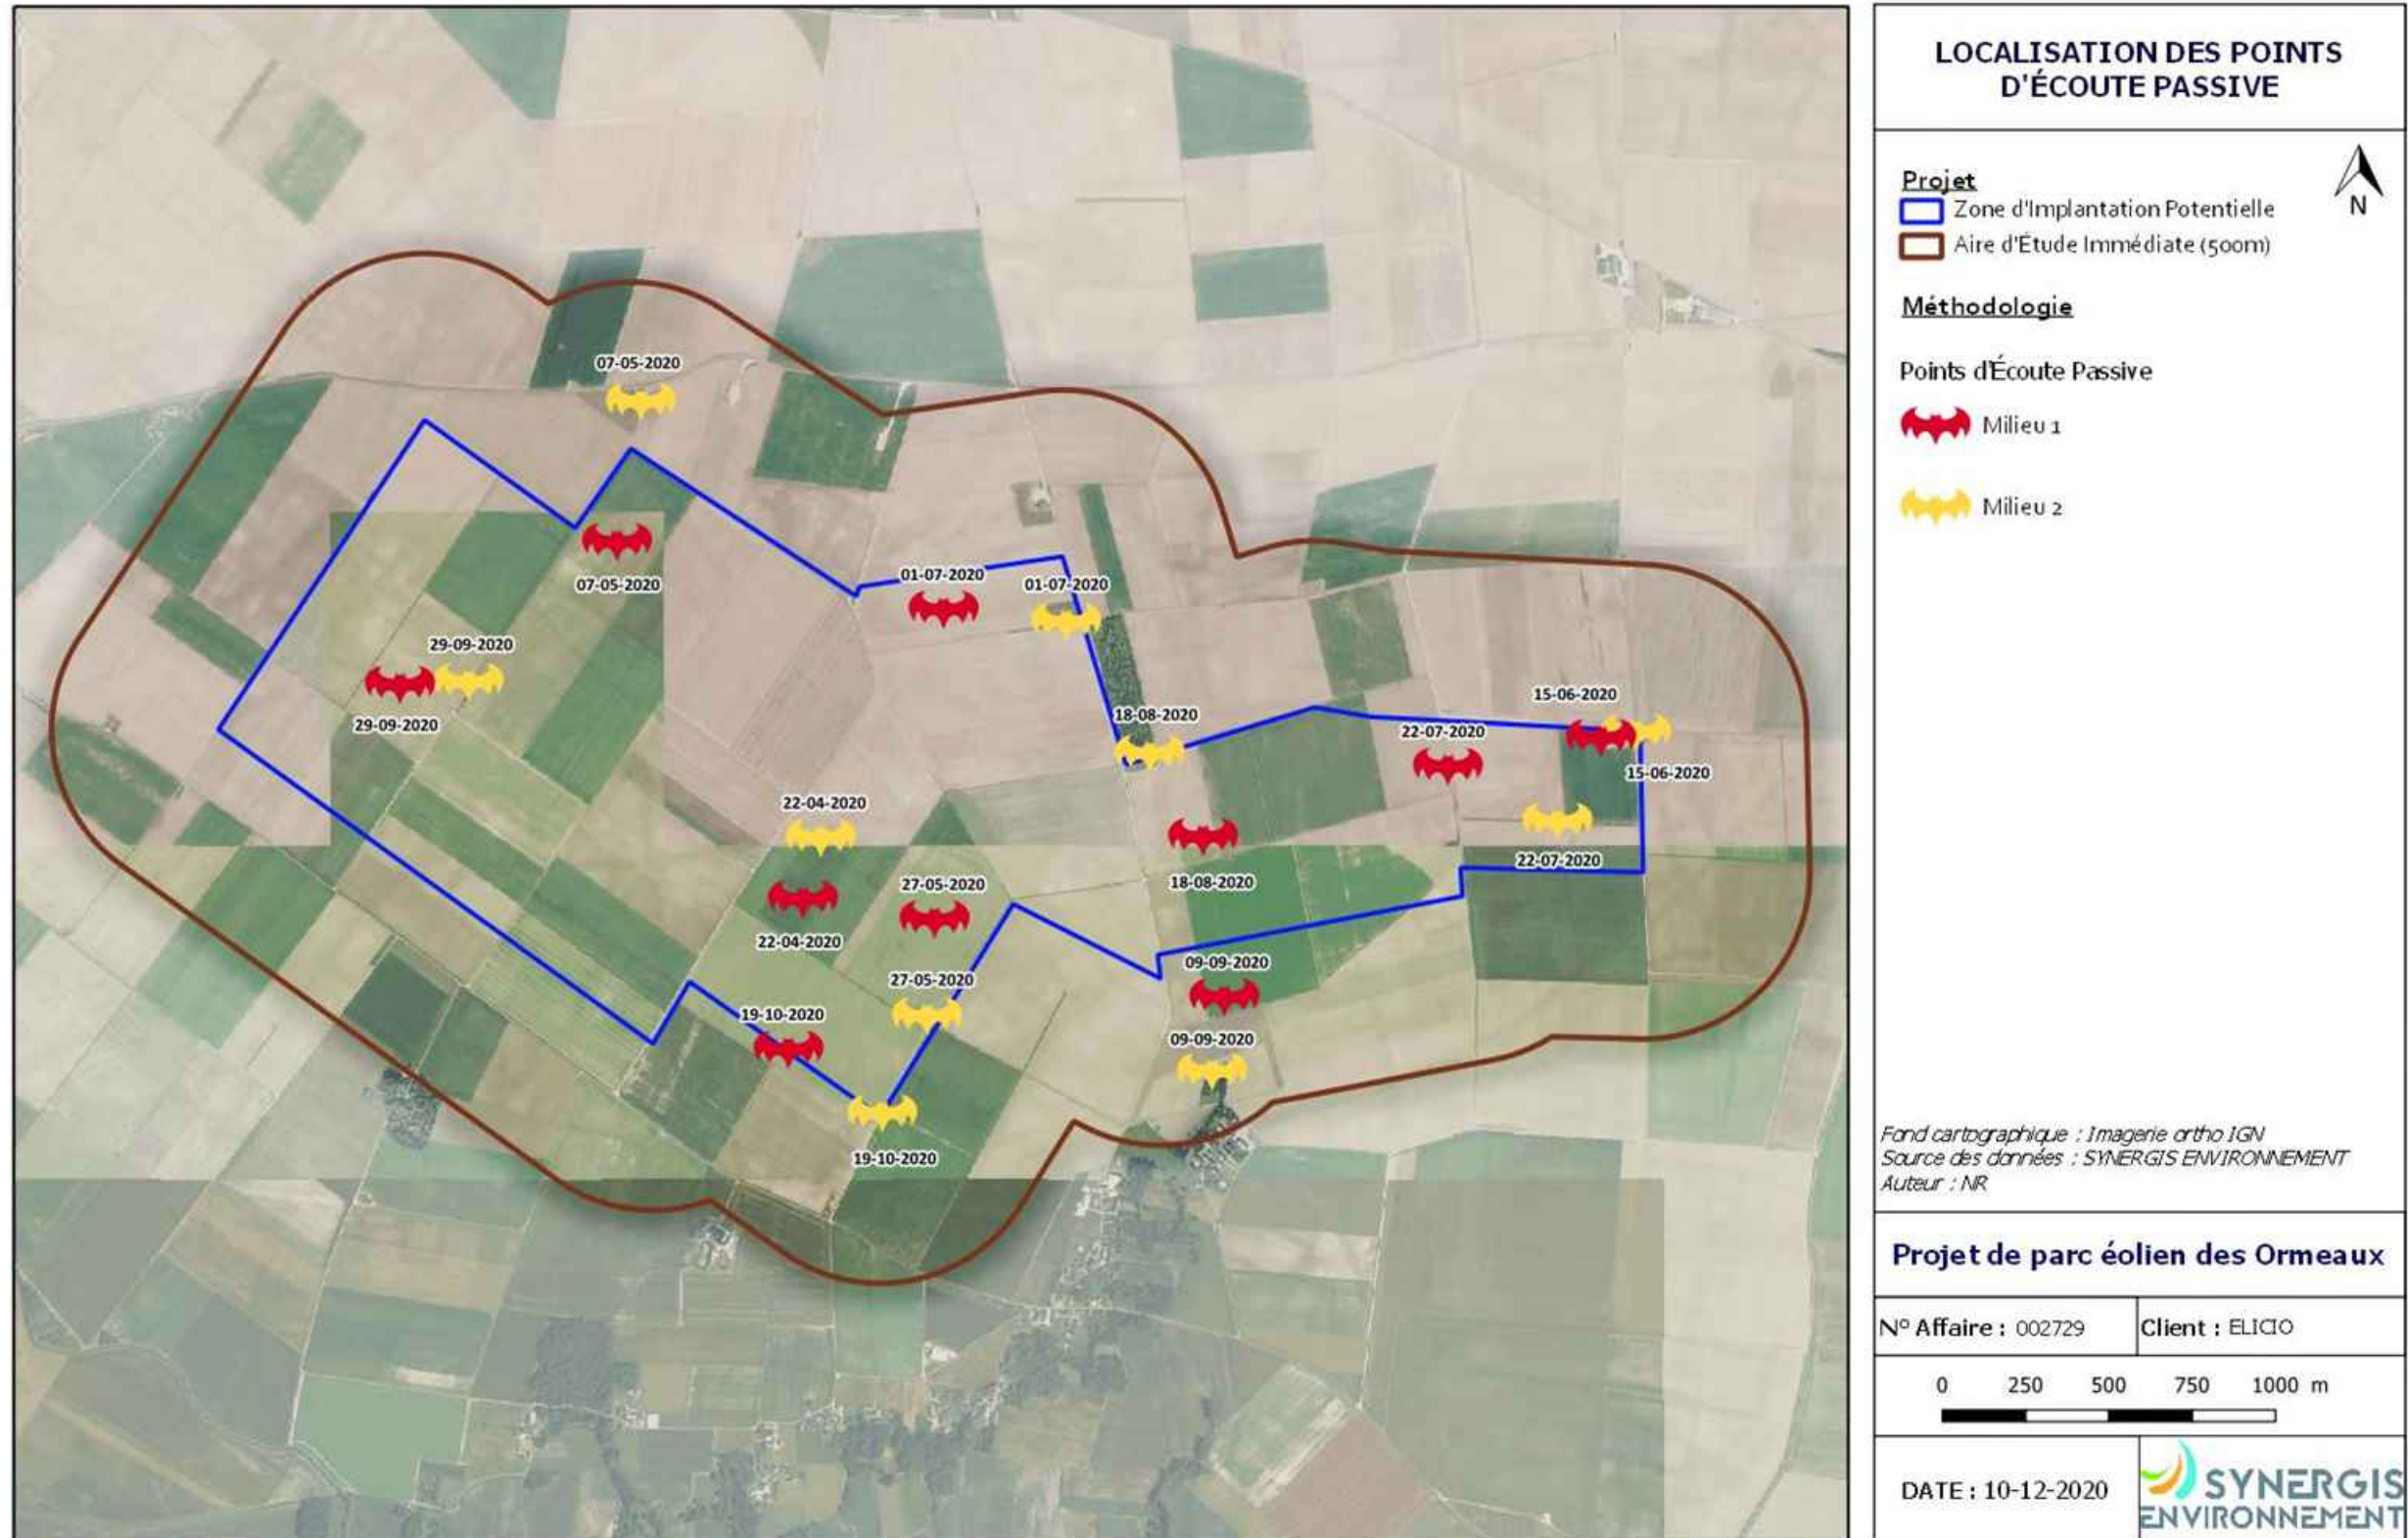 LOCALISATION DES POINTS
D'ÉCOUTE PASSIVE
Projet
Zone d'Implantation Potentielle
Aire d'Étude Immédiate (500m)
N
Méthodologie
Points d'Écoute Passive
Milieu 1
Milieu 2
07-05-2020
07-05-2020
01-07-2020
01-07-2020
29-09-2020
29-09-2020
18-08-2020
15-06-2020
22-07-2020
15-06-2020
22-04-2020
22-07-2020
27-05-2020
18-08-2020
22-04-2020
09-09-2020
27-05-2020
19-10-2020
09-09-2020
19-10-2020
Fond cartographique : Imagerie ortho IGN
Source des données : SYNERGIS ENVIRONNEMENT
Auteur : NR
Projet de parc éolien des Ormeaux
N° Affaire : 002729
Client : ELICIO
0 250 500 750 1000 m
DATE : 10-12-2020
SYNERGIS
ENVIRONNEMENT